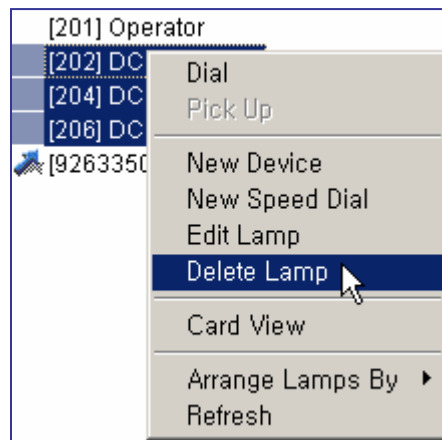 [201] Operator
[202] DC
[204] DC
[206] DC
[9263350
Dial
Pick Up
New Device
New Speed Dial
Edit Lamp
Delete Lamp
Card View
Arrange Lamps By
Refresh